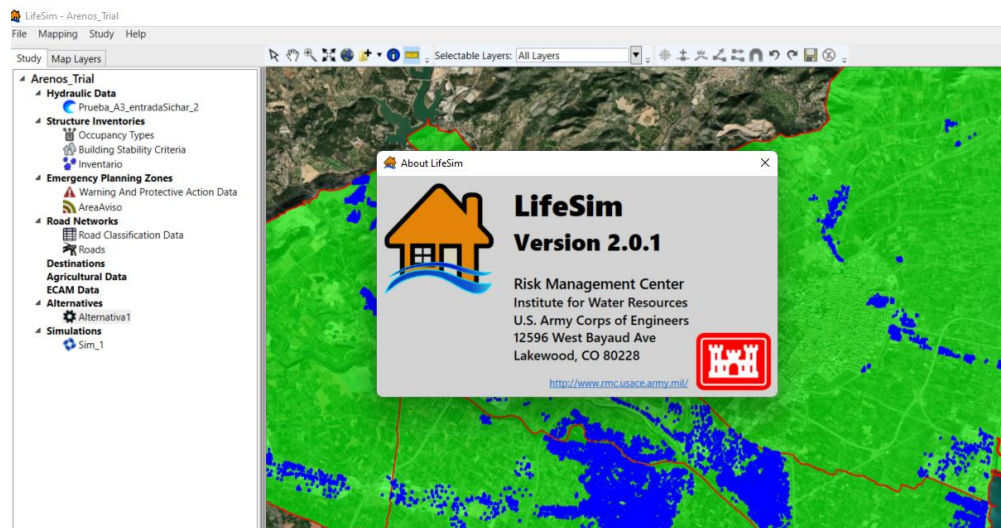 LifeSim - Arenos_Trial
File Mapping Study Help
Study Map Layers
Selectable Layers: All Layers
Arenos_Trial
Hydraulic Data
Prueba_A3_entradaSichar_2
Structure Inventories
Occupancy Types
Building Stability Criteria
Inventario
Emergency Planning Zones
Warning And Protective Action Data
AreaAviso
Road Networks
Road Classification Data
Roads
Destinations
Agricultural Data
ECAM Data
Alternatives
Alternativa1
Simulations
Sim_1
About LifeSim
LifeSim
Version 2.0.1
Risk Management Center
Institute for Water Resources
U.S. Army Corps of Engineers
12596 West Bayaud Ave
Lakewood, CO 80228
http://www.rmc.usace.army.mil/